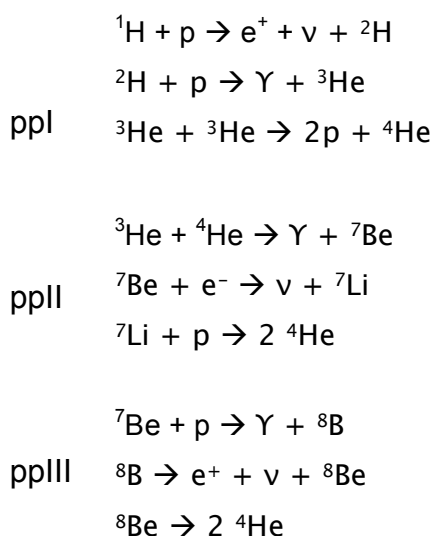 ¹H + p → e⁺ + ν + ²H
²H + p → ϒ + ³He
ppI
³He + ³He → 2p + ⁴He
³He + ⁴He → ϒ + ⁷Be
⁷Be + e⁻ → ν + ⁷Li
ppII
⁷Li + p → 2 ⁴He
⁷Be + p → ϒ + ⁸B
ppIII
⁸B → e⁺ + ν + ⁸Be
⁸Be → 2 ⁴He